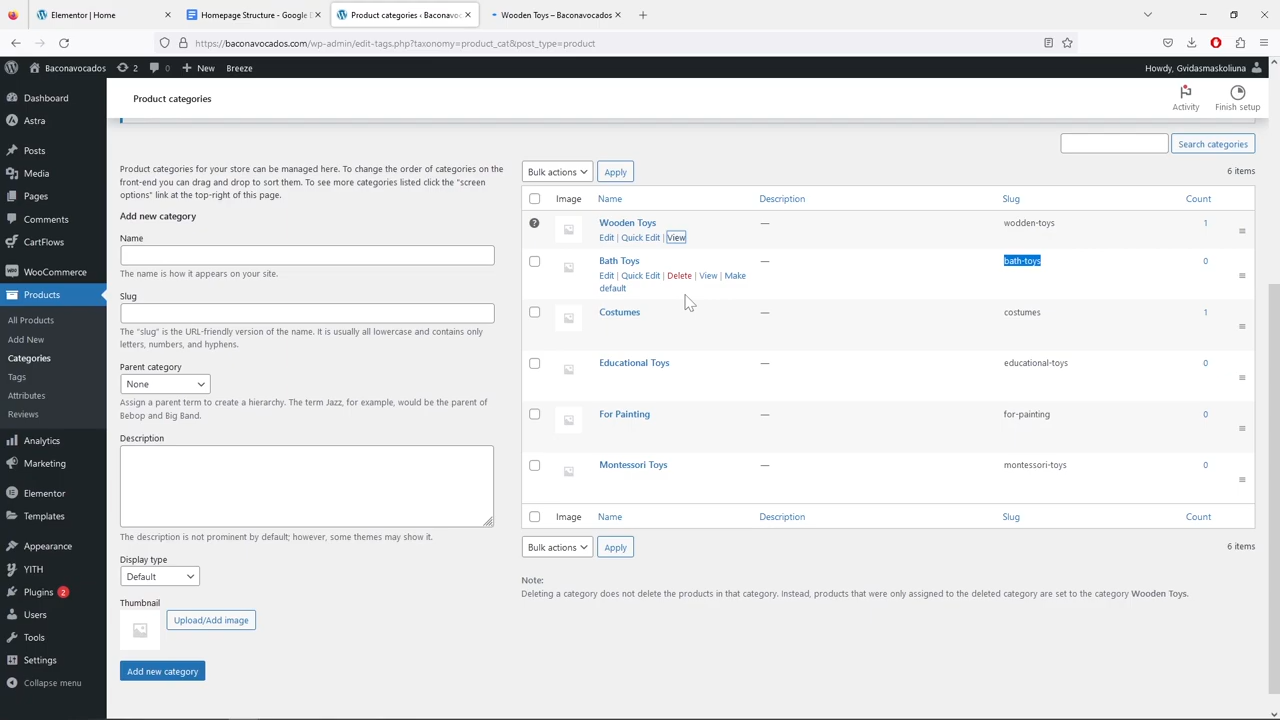 Elementor | Home
Homepage Structure - Google D
Product categories ‹ Baconavoc
Wooden Toys – Baconavocados
https://baconavocados.com/wp-admin/edit-tags.php?taxonomy=product_cat&post_type=product
Baconavocados
2
New
Breeze
Howdy, Gvidasmaskoliuna
Dashboard
Astra
Posts
Media
Pages
Comments
CartFlows
WooCommerce
Products
All Products
Add New
Categories
Tags
Attributes
Reviews
Analytics
Marketing
Elementor
Templates
Appearance
YITH
Plugins 2
Users
Tools
Settings
Collapse menu
Product categories
Activity
Finish setup
Search categories
Product categories for your store can be managed here. To change the order of categories on the
front-end you can drag and drop to sort them. To see more categories listed click the "screen
options" link at the top-right of this page.
Add new category
Name
The name is how it appears on your site.
Slug
The “slug” is the URL-friendly version of the name. It is usually all lowercase and contains only
letters, numbers, and hyphens.
Parent category
None
Assign a parent term to create a hierarchy. The term Jazz, for example, would be the parent of
Bebop and Big Band.
Description
The description is not prominent by default; however, some themes may show it.
Display type
Default
Thumbnail
Upload/Add image
Add new category
Bulk actions
Apply
6 items
Image Name Description Slug Count
Wooden Toys — wodden-toys 1
Edit | Quick Edit | View
Bath Toys — bath-toys 0
Edit | Quick Edit | Delete | View | Make
default
Costumes — costumes 1
Educational Toys — educational-toys 0
For Painting — for-painting 0
Montessori Toys — montessori-toys 0
Image Name Description Slug Count
Bulk actions
Apply
6 items
Note:
Deleting a category does not delete the products in that category. Instead, products that were only assigned to the deleted category are set to the category Wooden Toys.